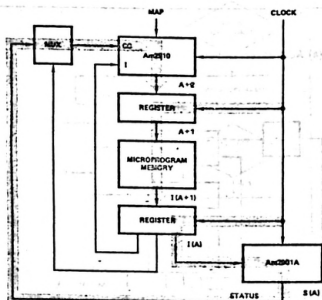 MAP
CLOCK
MUX
CC
Am2910
I
A+2
REGISTER
A+1
MICROPROGRAM
MEMORY
I(A+1)
REGISTER
I(A)
Am2901A
STATUS
S(A)